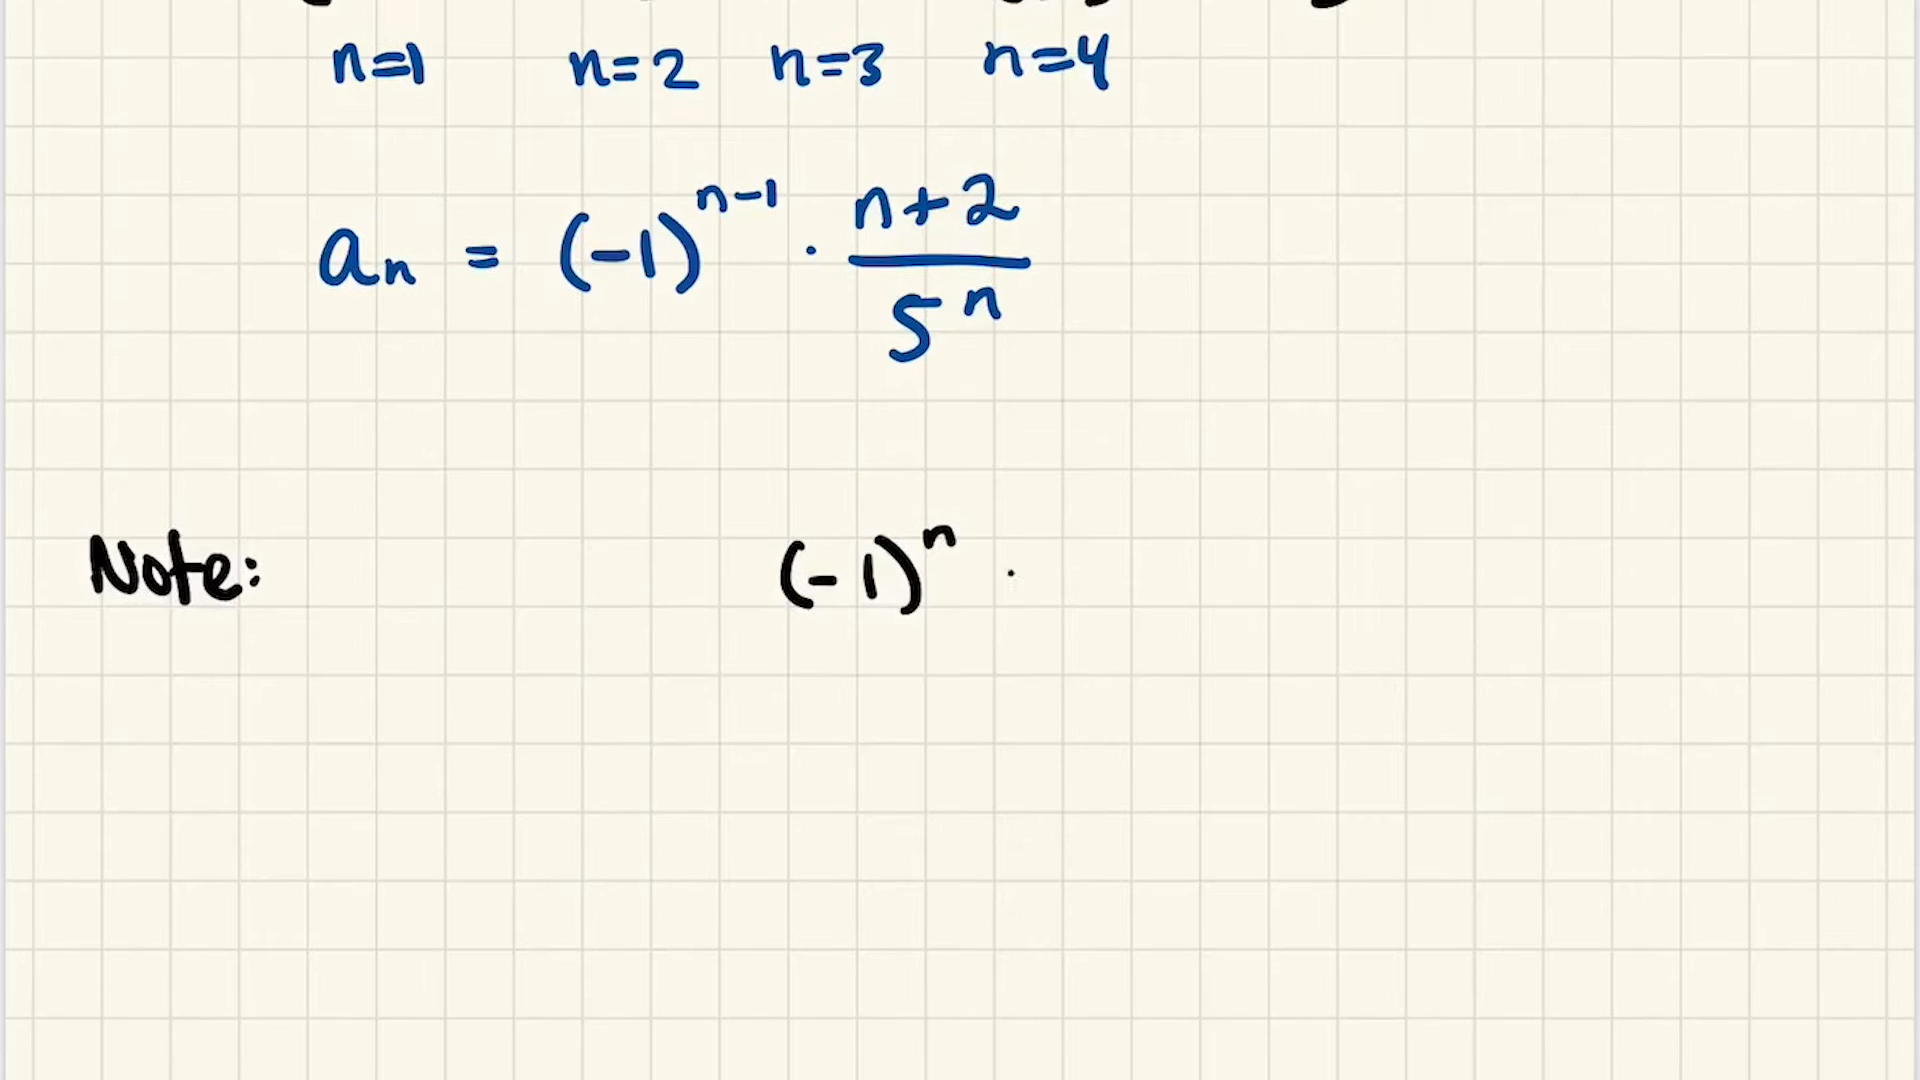 n=1 n=2 n=3 n=4
aₙ = (-1)ⁿ⁻¹ · n+2
5ⁿ
Note: (-1)ⁿ ·